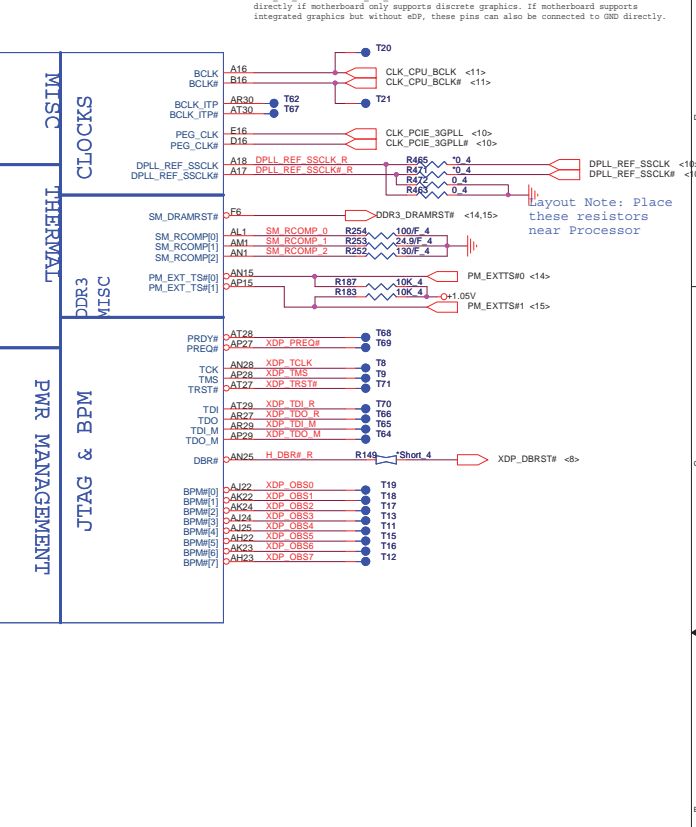 directly if motherboard only supports discrete graphics. If motherboard supports
integrated graphics but without eDP, these pins can also be connected to GND directly.
MISC
THERMAL
PWR MANAGEMENT
CLOCKS
DDR3
MISC
JTAG & BPM
T20
BCLK A16 CLK_CPU_BCLK <11>
BCLK# B16 CLK_CPU_BCLK# <11>
BCLK_ITP AR30 T62 T21
BCLK_ITP# AT30 T67
PEG_CLK E16 CLK_PCIE_3GPLL <10>
PEG_CLK# D16 CLK_PCIE_3GPLL# <10>
DPLL_REF_SSCLK A18 DPLL_REF_SSCLK_R R465 *0_4 DPLL_REF_SSCLK
DPLL_REF_SSCLK# A17 DPLL_REF_SSCLK#_R R471 *0_4 DPLL_REF_SSCLK#
R472 0_4
R463 0_4
Layout Note: Place
these resistors
near Processor
SM_DRAMRST# F6 DDR3_DRAMRST# <14,15>
SM_RCOMP[0] AL1 SM_RCOMP_0 R254 100/F_4
SM_RCOMP[1] AM1 SM_RCOMP_1 R253 24.9/F_4
SM_RCOMP[2] AN1 SM_RCOMP_2 R252 130/F_4
PM_EXT_TS#[0] AN15 PM_EXTTS#0 <14>
PM_EXT_TS#[1] AP15 R187 10K_4
R183 10K_4 +1.05V
PM_EXTTS#1 <15>
PRDY# AT28 T68
PREQ# AP27 XDP_PREQ# T69
TCK AN28 XDP_TCLK T8
TMS AP28 XDP_TMS T9
TRST# AT27 XDP_TRST# T71
TDI AT29 XDP_TDI_R T70
TDO AR27 XDP_TDO_R T66
TDI_M AR29 XDP_TDI_M T65
TDO_M AP29 XDP_TDO_M T64
DBR# AN25 H_DBR#_R R149 *Short_4 XDP_DBRST# <8>
BPM#[0] AJ22 XDP_OBS0 T19
BPM#[1] AK22 XDP_OBS1 T18
BPM#[2] AK24 XDP_OBS2 T17
BPM#[3] AJ24 XDP_OBS3 T13
BPM#[4] AJ25 XDP_OBS4 T11
BPM#[5] AH22 XDP_OBS5 T15
BPM#[6] AK23 XDP_OBS6 T16
BPM#[7] AH23 XDP_OBS7 T12